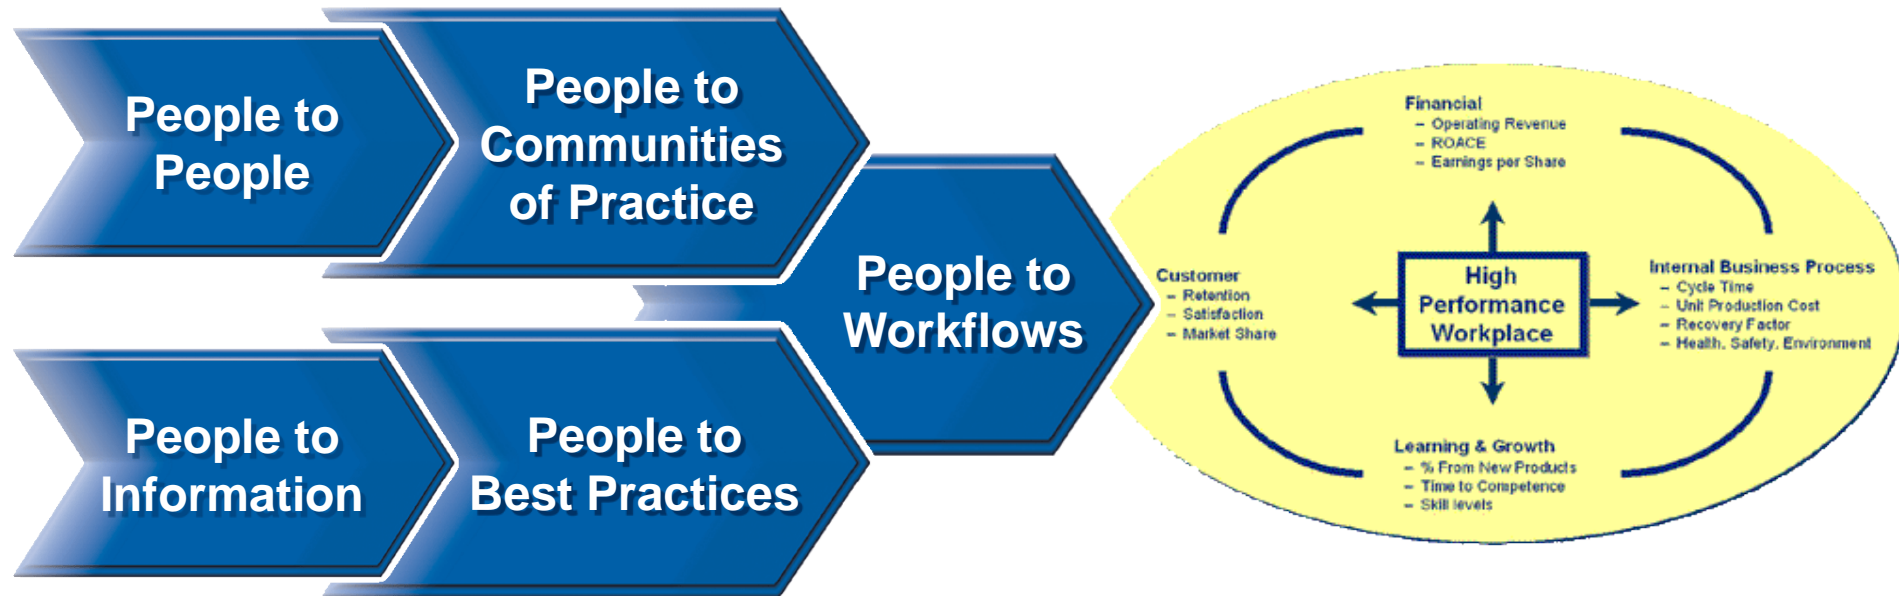 People to
People
People to
Communities
of Practice
People to
Information
People to
Best Practices
People to
Workflows
Financial
– Operating Revenue
– ROACE
– Earnings per Share
Customer
– Retention
– Satisfaction
– Market Share
High
Performance
Workplace
Internal Business Process
– Cycle Time
– Unit Production Cost
– Recovery Factor
– Health, Safety, Environment
Learning & Growth
– % From New Products
– Time to Competence
– Skill levels